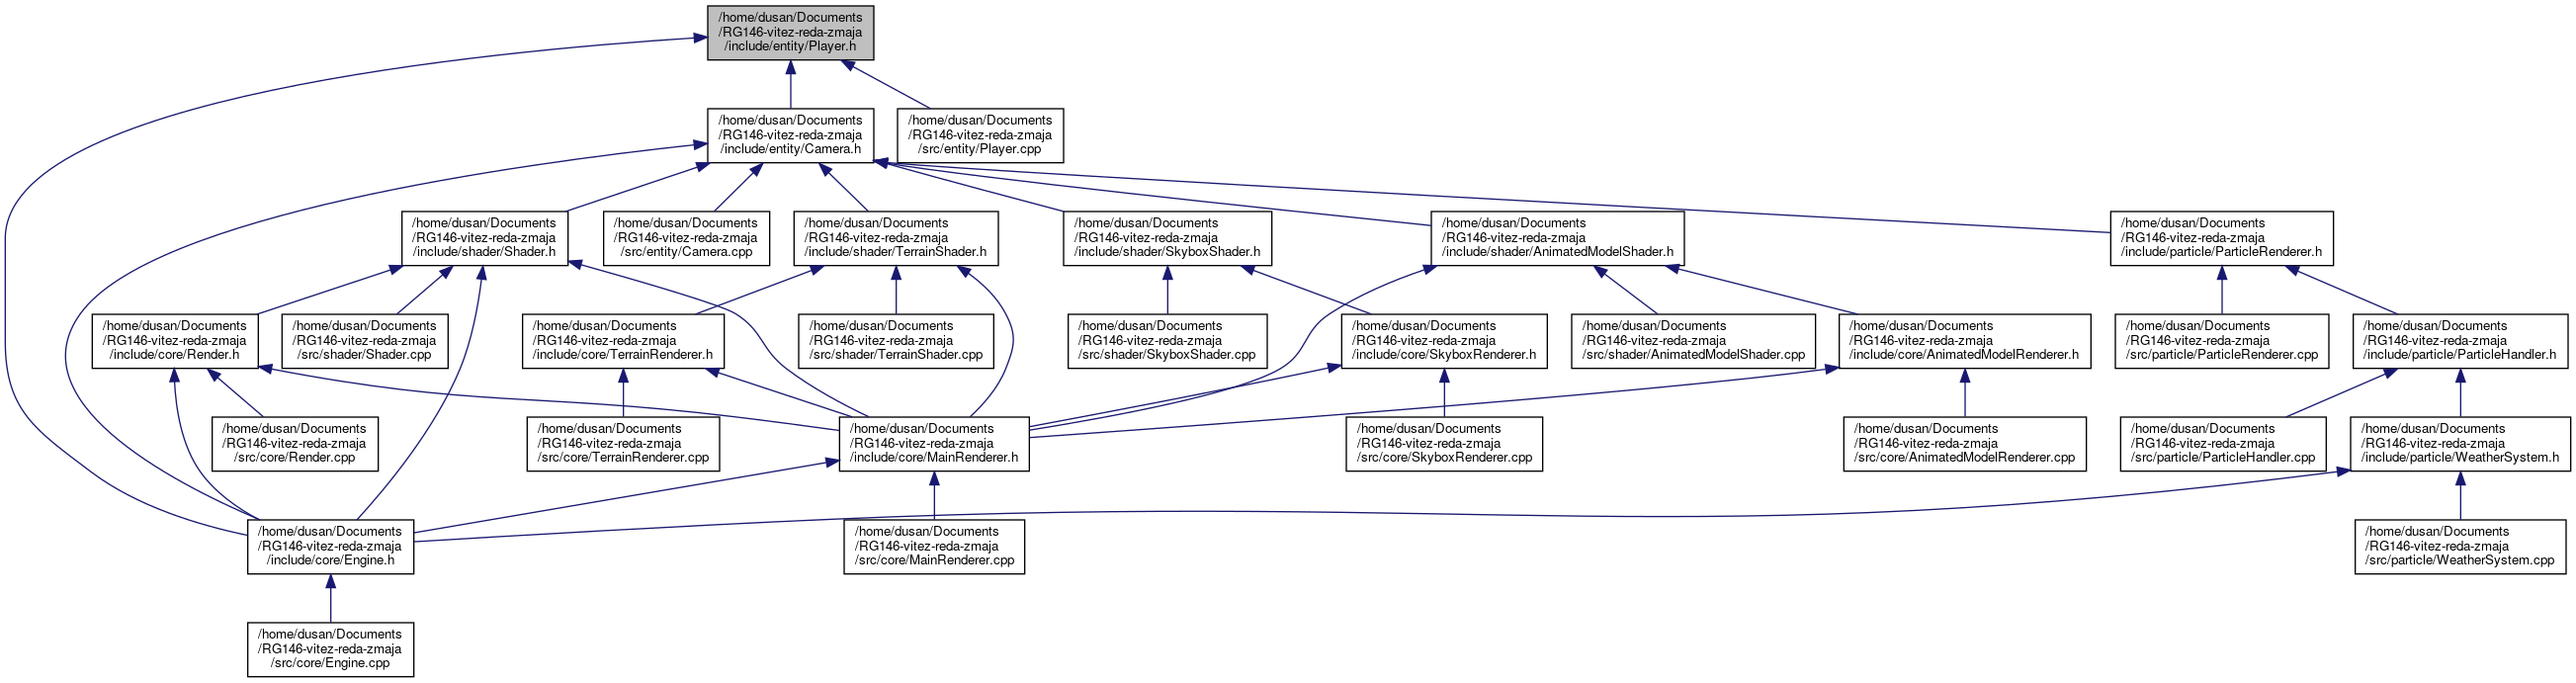 /home/dusan/Documents
/RG146-vitez-reda-zmaja
/include/entity/Player.h
/home/dusan/Documents
/RG146-vitez-reda-zmaja
/include/entity/Camera.h
/home/dusan/Documents
/RG146-vitez-reda-zmaja
/src/entity/Player.cpp
/home/dusan/Documents
/RG146-vitez-reda-zmaja
/include/shader/Shader.h
/home/dusan/Documents
/RG146-vitez-reda-zmaja
/src/entity/Camera.cpp
/home/dusan/Documents
/RG146-vitez-reda-zmaja
/include/shader/TerrainShader.h
/home/dusan/Documents
/RG146-vitez-reda-zmaja
/include/shader/SkyboxShader.h
/home/dusan/Documents
/RG146-vitez-reda-zmaja
/include/shader/AnimatedModelShader.h
/home/dusan/Documents
/RG146-vitez-reda-zmaja
/include/particle/ParticleRenderer.h
/home/dusan/Documents
/RG146-vitez-reda-zmaja
/include/core/Render.h
/home/dusan/Documents
/RG146-vitez-reda-zmaja
/src/shader/Shader.cpp
/home/dusan/Documents
/RG146-vitez-reda-zmaja
/include/core/TerrainRenderer.h
/home/dusan/Documents
/RG146-vitez-reda-zmaja
/src/shader/TerrainShader.cpp
/home/dusan/Documents
/RG146-vitez-reda-zmaja
/src/shader/SkyboxShader.cpp
/home/dusan/Documents
/RG146-vitez-reda-zmaja
/include/core/SkyboxRenderer.h
/home/dusan/Documents
/RG146-vitez-reda-zmaja
/src/shader/AnimatedModelShader.cpp
/home/dusan/Documents
/RG146-vitez-reda-zmaja
/include/core/AnimatedModelRenderer.h
/home/dusan/Documents
/RG146-vitez-reda-zmaja
/src/particle/ParticleRenderer.cpp
/home/dusan/Documents
/RG146-vitez-reda-zmaja
/include/particle/ParticleHandler.h
/home/dusan/Documents
/RG146-vitez-reda-zmaja
/src/core/Render.cpp
/home/dusan/Documents
/RG146-vitez-reda-zmaja
/src/core/TerrainRenderer.cpp
/home/dusan/Documents
/RG146-vitez-reda-zmaja
/include/core/MainRenderer.h
/home/dusan/Documents
/RG146-vitez-reda-zmaja
/src/core/SkyboxRenderer.cpp
/home/dusan/Documents
/RG146-vitez-reda-zmaja
/src/core/AnimatedModelRenderer.cpp
/home/dusan/Documents
/RG146-vitez-reda-zmaja
/src/particle/ParticleHandler.cpp
/home/dusan/Documents
/RG146-vitez-reda-zmaja
/include/particle/WeatherSystem.h
/home/dusan/Documents
/RG146-vitez-reda-zmaja
/include/core/Engine.h
/home/dusan/Documents
/RG146-vitez-reda-zmaja
/src/core/MainRenderer.cpp
/home/dusan/Documents
/RG146-vitez-reda-zmaja
/src/particle/WeatherSystem.cpp
/home/dusan/Documents
/RG146-vitez-reda-zmaja
/src/core/Engine.cpp